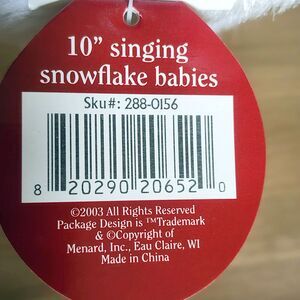 10” singing
snowflake babies
Sku#: 288-0156
8 20290 20652 0
©2003 All Rights Reserved
Package Design is ™Trademark
& ©Copyright of
Menard, Inc., Eau Claire, WI
Made in China